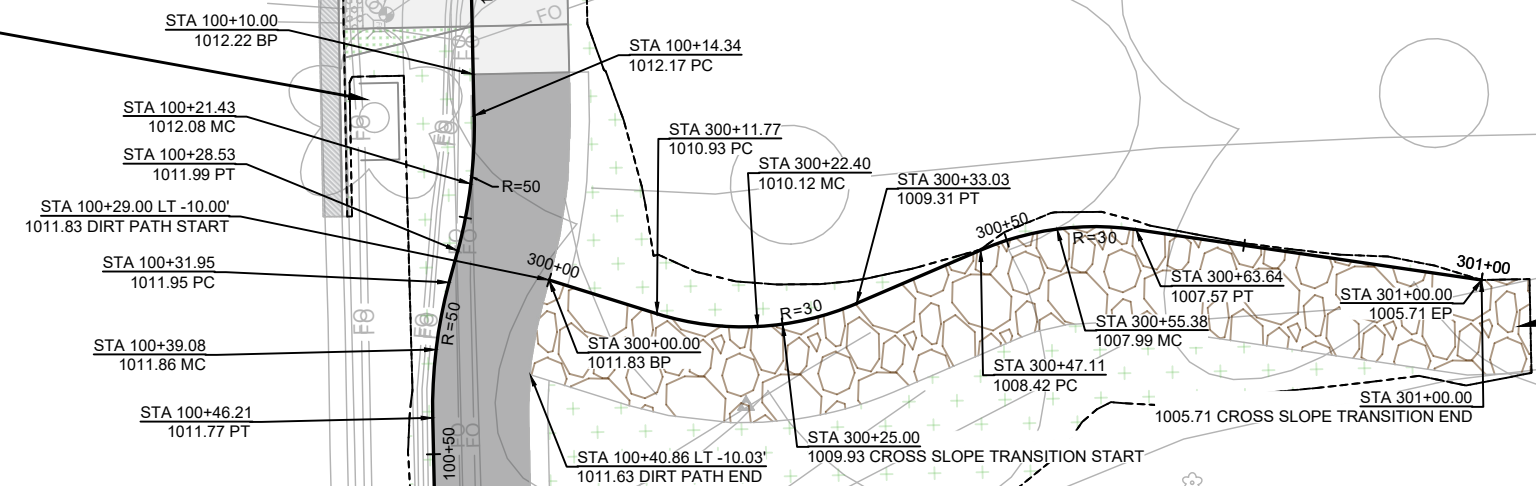 STA 100+10.00
1012.22 BP
FO
FO
STA 100+14.34
1012.17 PC
STA 100+21.43
1012.08 MC
FO
FO
STA 300+11.77
1010.93 PC
STA 100+28.53
1011.99 PT
STA 300+22.40
1010.12 MC
R=50
STA 300+33.03
1009.31 PT
STA 100+29.00 LT -10.00'
1011.83 DIRT PATH START
300+50
R=30
FO
STA 100+31.95
1011.95 PC
300+00
301+00
STA 300+63.64
1007.57 PT
STA 301+00.00
1005.71 EP
R=50
FO
FO
R=30
STA 300+55.38
1007.99 MC
STA 100+39.08
1011.86 MC
STA 300+00.00
1011.83 BP
STA 300+47.11
1008.42 PC
STA 100+46.21
1011.77 PT
STA 301+00.00
1005.71 CROSS SLOPE TRANSITION END
100+50
FO
FO
STA 300+25.00
1009.93 CROSS SLOPE TRANSITION START
STA 100+40.86 LT -10.03'
1011.63 DIRT PATH END